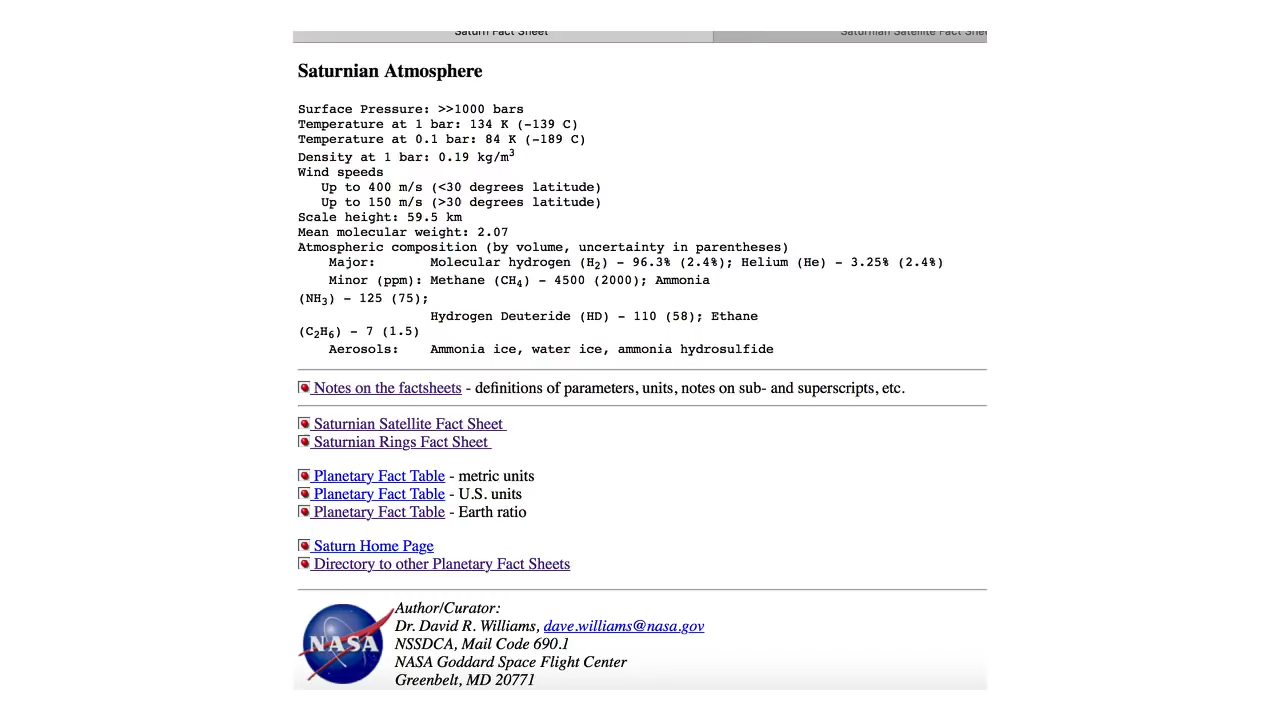 Saturn Fact Sheet Saturnian Satellite Fact Shee
Saturnian Atmosphere
Surface Pressure: >>1000 bars
Temperature at 1 bar: 134 K (-139 C)
Temperature at 0.1 bar: 84 K (-189 C)
Density at 1 bar: 0.19 kg/m³
Wind speeds
Up to 400 m/s (<30 degrees latitude)
Up to 150 m/s (>30 degrees latitude)
Scale height: 59.5 km
Mean molecular weight: 2.07
Atmospheric composition (by volume, uncertainty in parentheses)
Major: Molecular hydrogen (H₂) - 96.3% (2.4%); Helium (He) - 3.25% (2.4%)
Minor (ppm): Methane (CH₄) - 4500 (2000); Ammonia
(NH₃) - 125 (75);
Hydrogen Deuteride (HD) - 110 (58); Ethane
(C₂H₆) - 7 (1.5)
Aerosols: Ammonia ice, water ice, ammonia hydrosulfide
Notes on the factsheets - definitions of parameters, units, notes on sub- and superscripts, etc.
Saturnian Satellite Fact Sheet
Saturnian Rings Fact Sheet
Planetary Fact Table - metric units
Planetary Fact Table - U.S. units
Planetary Fact Table - Earth ratio
Saturn Home Page
Directory to other Planetary Fact Sheets
NASA
Author/Curator:
Dr. David R. Williams, dave.williams@nasa.gov
NSSDCA, Mail Code 690.1
NASA Goddard Space Flight Center
Greenbelt, MD 20771